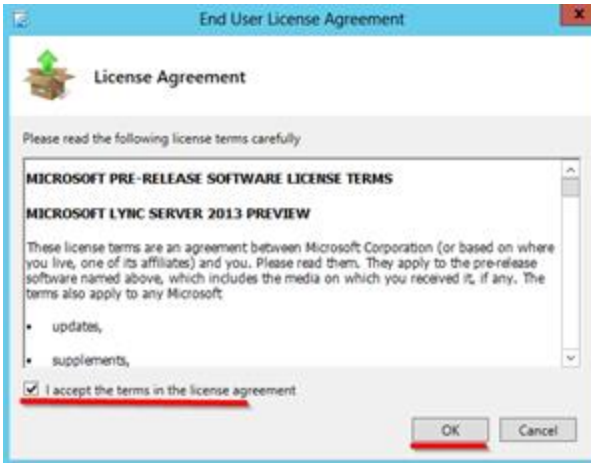 End User License Agreement
x
License Agreement
Please read the following license terms carefully
MICROSOFT PRE-RELEASE SOFTWARE LICENSE TERMS
MICROSOFT LYNC SERVER 2013 PREVIEW
These license terms are an agreement between Microsoft Corporation (or based on where
you live, one of its affiliates) and you. Please read them. They apply to the pre-release
software named above, which includes the media on which you received it, if any. The
terms also apply to any Microsoft
• updates,
• supplements,
I accept the terms in the license agreement
OK Cancel